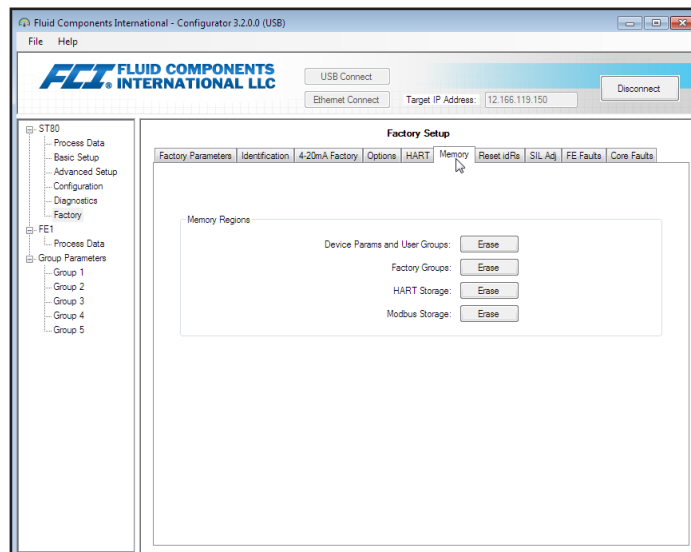 Fluid Components International - Configurator 3.2.0.0 (USB)
File Help
FCI FLUID COMPONENTS
INTERNATIONAL LLC
USB Connect
Ethernet Connect Target IP Address: 12.166.119.150
Disconnect
ST80
Process Data
Basic Setup
Advanced Setup
Configuration
Diagnostics
Factory
FE1
Process Data
Group Parameters
Group 1
Group 2
Group 3
Group 4
Group 5
Factory Setup
Factory Parameters Identification 4-20mA Factory Options HART Memory Reset idRs SIL Adj FE Faults Core Faults
Memory Regions
Device Params and User Groups: Erase
Factory Groups: Erase
HART Storage: Erase
Modbus Storage: Erase